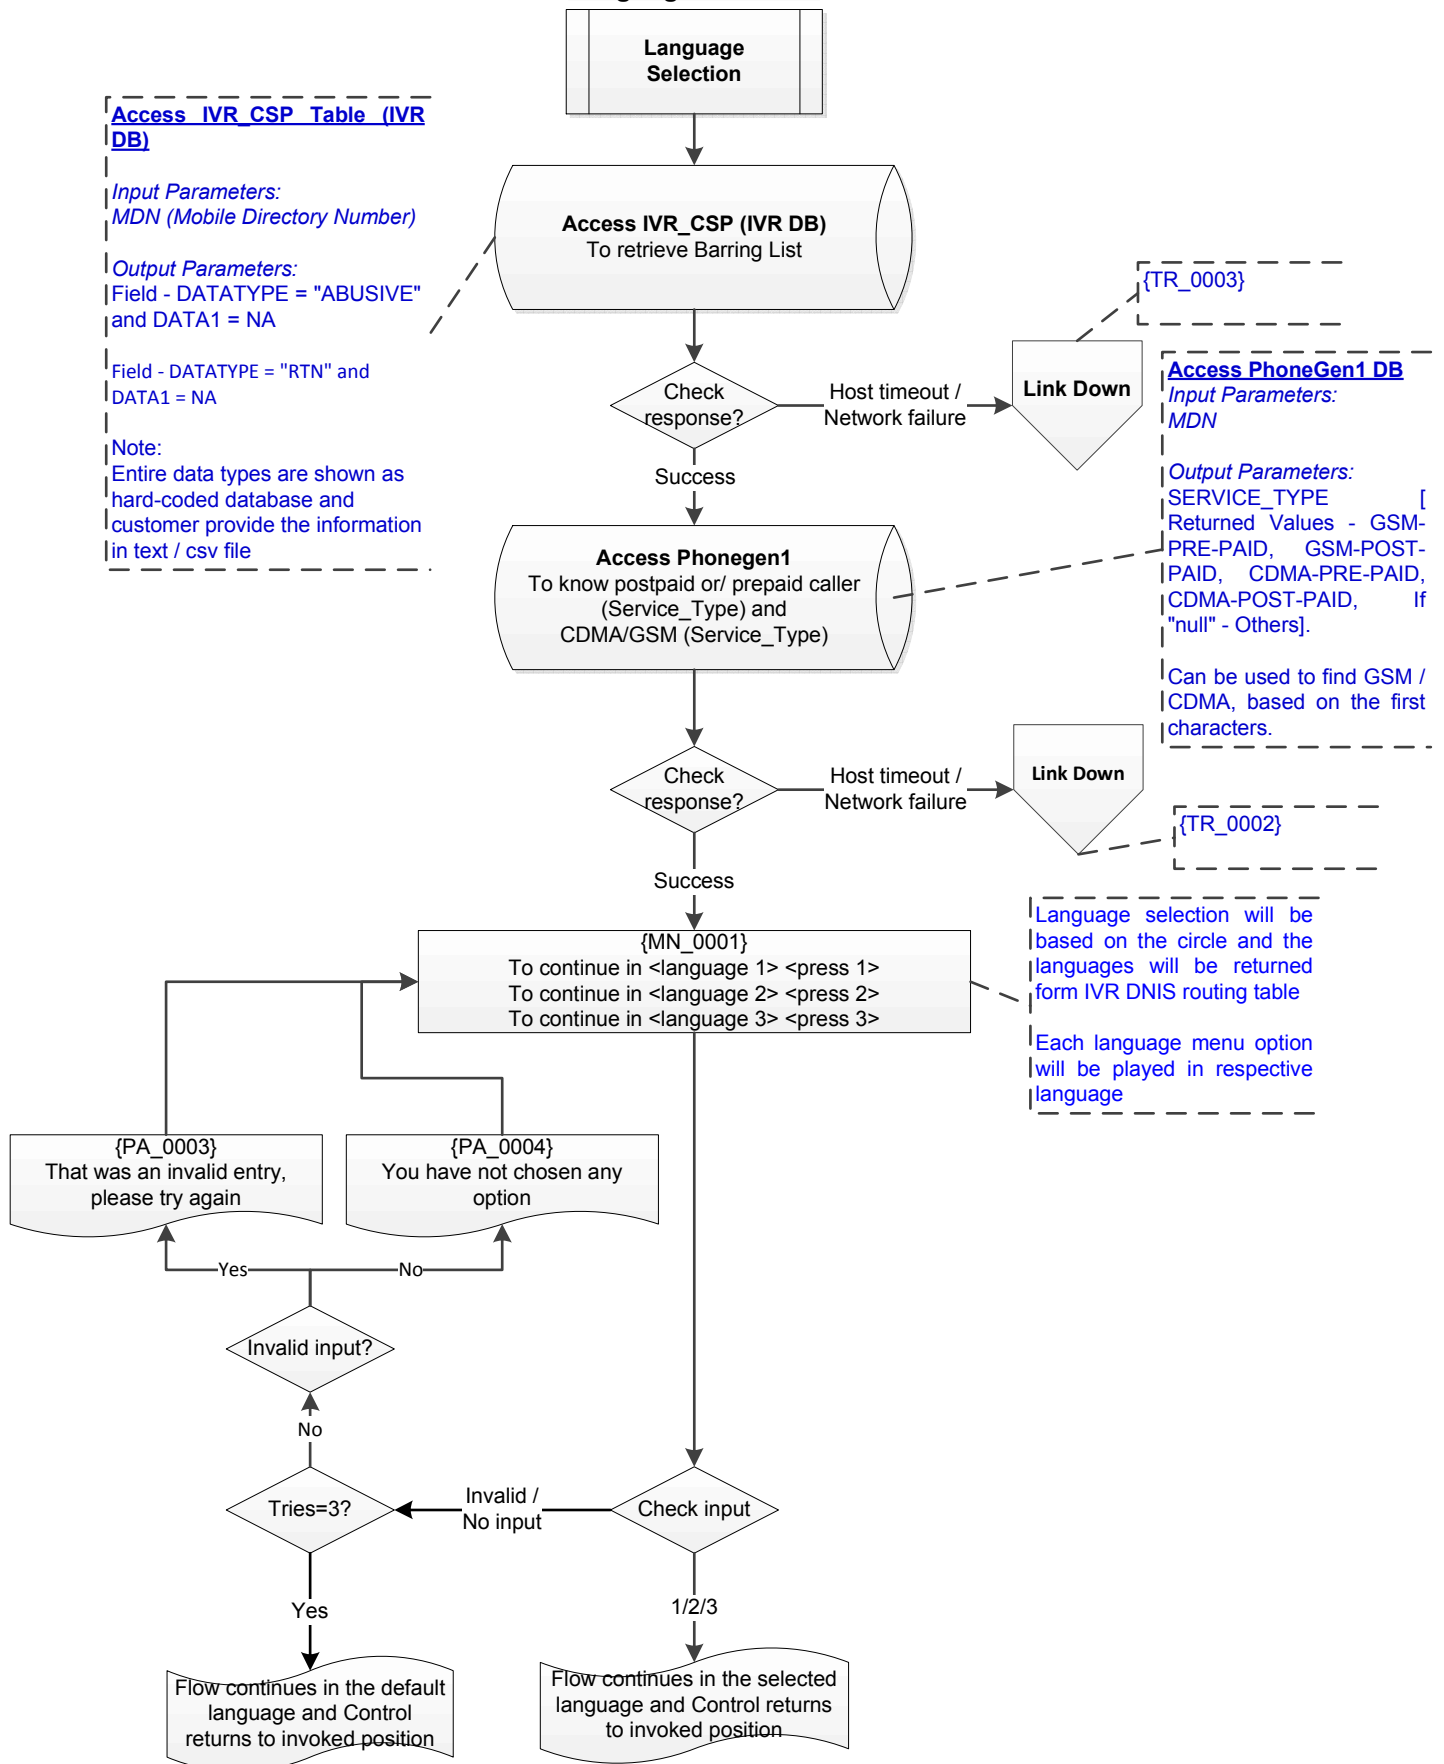 Language
Selection
Access IVR_CSP Table (IVR
DB)
Input Parameters:
MDN (Mobile Directory Number)
Output Parameters:
Field - DATATYPE = "ABUSIVE"
and DATA1 = NA
Field - DATATYPE = "RTN" and
DATA1 = NA
Note:
Entire data types are shown as
hard-coded database and
customer provide the information
in text / csv file
Access IVR_CSP (IVR DB)
To retrieve Barring List
{TR_0003}
Check
response?
Host timeout /
Network failure
Link Down
Success
Access PhoneGen1 DB
Input Parameters:
MDN
Output Parameters:
SERVICE_TYPE [
Returned Values - GSM-
PRE-PAID, GSM-POST-
PAID, CDMA-PRE-PAID,
CDMA-POST-PAID, If
"null" - Others].
Can be used to find GSM /
CDMA, based on the first
characters.
Access Phonegen1
To know postpaid or/ prepaid caller
(Service_Type) and
CDMA/GSM (Service_Type)
Check
response?
Host timeout /
Network failure
Link Down
{TR_0002}
Success
{MN_0001}
To continue in <language 1> <press 1>
To continue in <language 2> <press 2>
To continue in <language 3> <press 3>
Language selection will be
based on the circle and the
languages will be returned
form IVR DNIS routing table
Each language menu option
will be played in respective
language
{PA_0003}
That was an invalid entry,
please try again
{PA_0004}
You have not chosen any
option
Yes
No
Invalid input?
No
Tries=3?
Invalid /
No input
Check input
Yes
1/2/3
Flow continues in the default
language and Control
returns to invoked position
Flow continues in the selected
language and Control returns
to invoked position